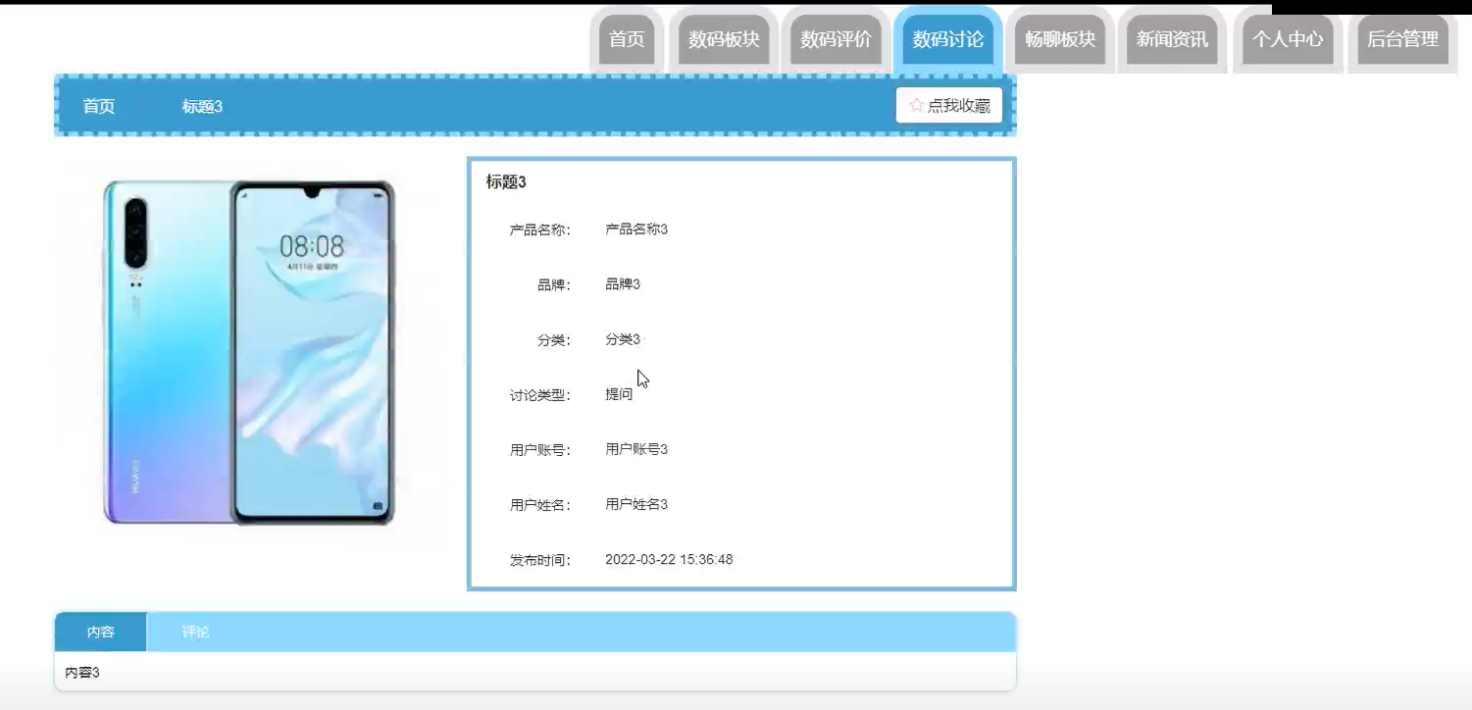 首页 数码板块 数码评价 数码讨论 畅聊板块 新闻资讯 个人中心 后台管理
首页 标题3 ☆点我收藏
标题3
产品名称： 产品名称3
品牌： 品牌3
分类： 分类3
讨论类型： 提问
用户账号： 用户账号3
用户姓名： 用户姓名3
发布时间： 2022-03-22 15:36:48
08:08
HUAWEI
内容 评论
内容3